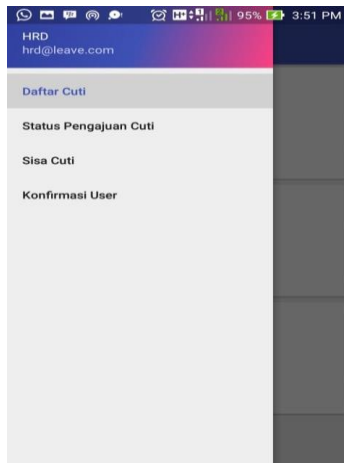 95% 3:51 PM
HRD
hrd@leave.com
Daftar Cuti
Status Pengajuan Cuti
Sisa Cuti
Konfirmasi User